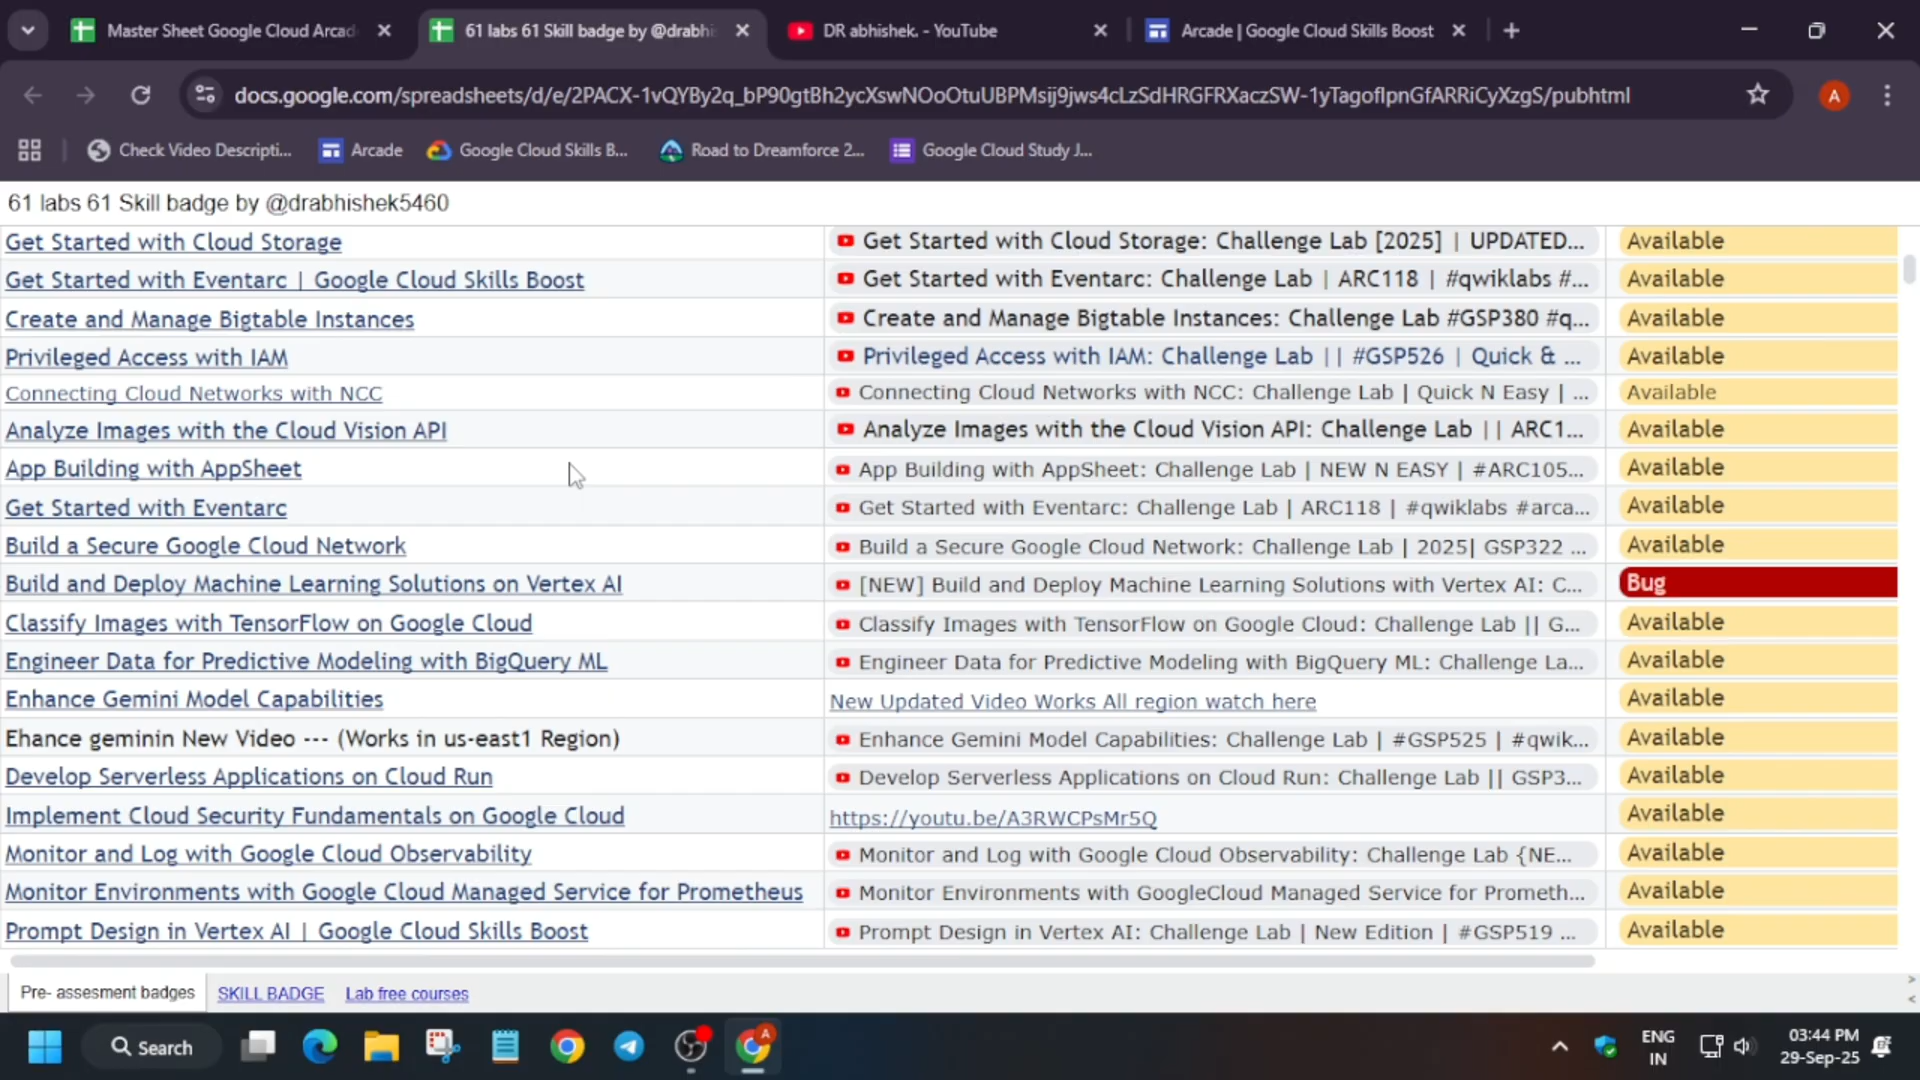 Master Sheet Google Cloud Arcad
61 labs 61 Skill badge by @drabhi
DR abhishek. - YouTube
Arcade | Google Cloud Skills Boost
docs.google.com/spreadsheets/d/e/2PACX-1vQYBy2q_bP90gtBh2ycXswNOoOtuUBPMsij9jws4cLzSdHRGFRXaczSW-1yTagoflpnGfARRiCyXzgS/pubhtml
A
Check Video Descripti...
Arcade
Google Cloud Skills B...
Road to Dreamforce 2...
Google Cloud Study J...
61 labs 61 Skill badge by @drabhishek5460
Get Started with Cloud Storage
Get Started with Cloud Storage: Challenge Lab [2025] | UPDATED...
Available
Get Started with Eventarc | Google Cloud Skills Boost
Get Started with Eventarc: Challenge Lab | ARC118 | #qwiklabs #...
Available
Create and Manage Bigtable Instances
Create and Manage Bigtable Instances: Challenge Lab #GSP380 #q...
Available
Privileged Access with IAM
Privileged Access with IAM: Challenge Lab || #GSP526 | Quick & ...
Available
Connecting Cloud Networks with NCC
Connecting Cloud Networks with NCC: Challenge Lab | Quick N Easy | ...
Available
Analyze Images with the Cloud Vision API
Analyze Images with the Cloud Vision API: Challenge Lab || ARC1...
Available
App Building with AppSheet
App Building with AppSheet: Challenge Lab | NEW N EASY | #ARC105...
Available
Get Started with Eventarc
Get Started with Eventarc: Challenge Lab | ARC118 | #qwiklabs #arca...
Available
Build a Secure Google Cloud Network
Build a Secure Google Cloud Network: Challenge Lab | 2025| GSP322 ...
Available
Build and Deploy Machine Learning Solutions on Vertex AI
[NEW] Build and Deploy Machine Learning Solutions with Vertex AI: C...
Bug
Classify Images with TensorFlow on Google Cloud
Classify Images with TensorFlow on Google Cloud: Challenge Lab || G...
Available
Engineer Data for Predictive Modeling with BigQuery ML
Engineer Data for Predictive Modeling with BigQuery ML: Challenge La...
Available
Enhance Gemini Model Capabilities
New Updated Video Works All region watch here
Available
Ehance geminin New Video --- (Works in us-east1 Region)
Enhance Gemini Model Capabilities: Challenge Lab | #GSP525 | #qwik...
Available
Develop Serverless Applications on Cloud Run
Develop Serverless Applications on Cloud Run: Challenge Lab || GSP3...
Available
Implement Cloud Security Fundamentals on Google Cloud
https://youtu.be/A3RWCPsMr5Q
Available
Monitor and Log with Google Cloud Observability
Monitor and Log with Google Cloud Observability: Challenge Lab {NE...
Available
Monitor Environments with Google Cloud Managed Service for Prometheus
Monitor Environments with GoogleCloud Managed Service for Prometh...
Available
Prompt Design in Vertex AI | Google Cloud Skills Boost
Prompt Design in Vertex AI: Challenge Lab | New Edition | #GSP519 ...
Available
Pre- assesment badges
SKILL BADGE
Lab free courses
Search
A
ENG
IN
03:44 PM
29-Sep-25